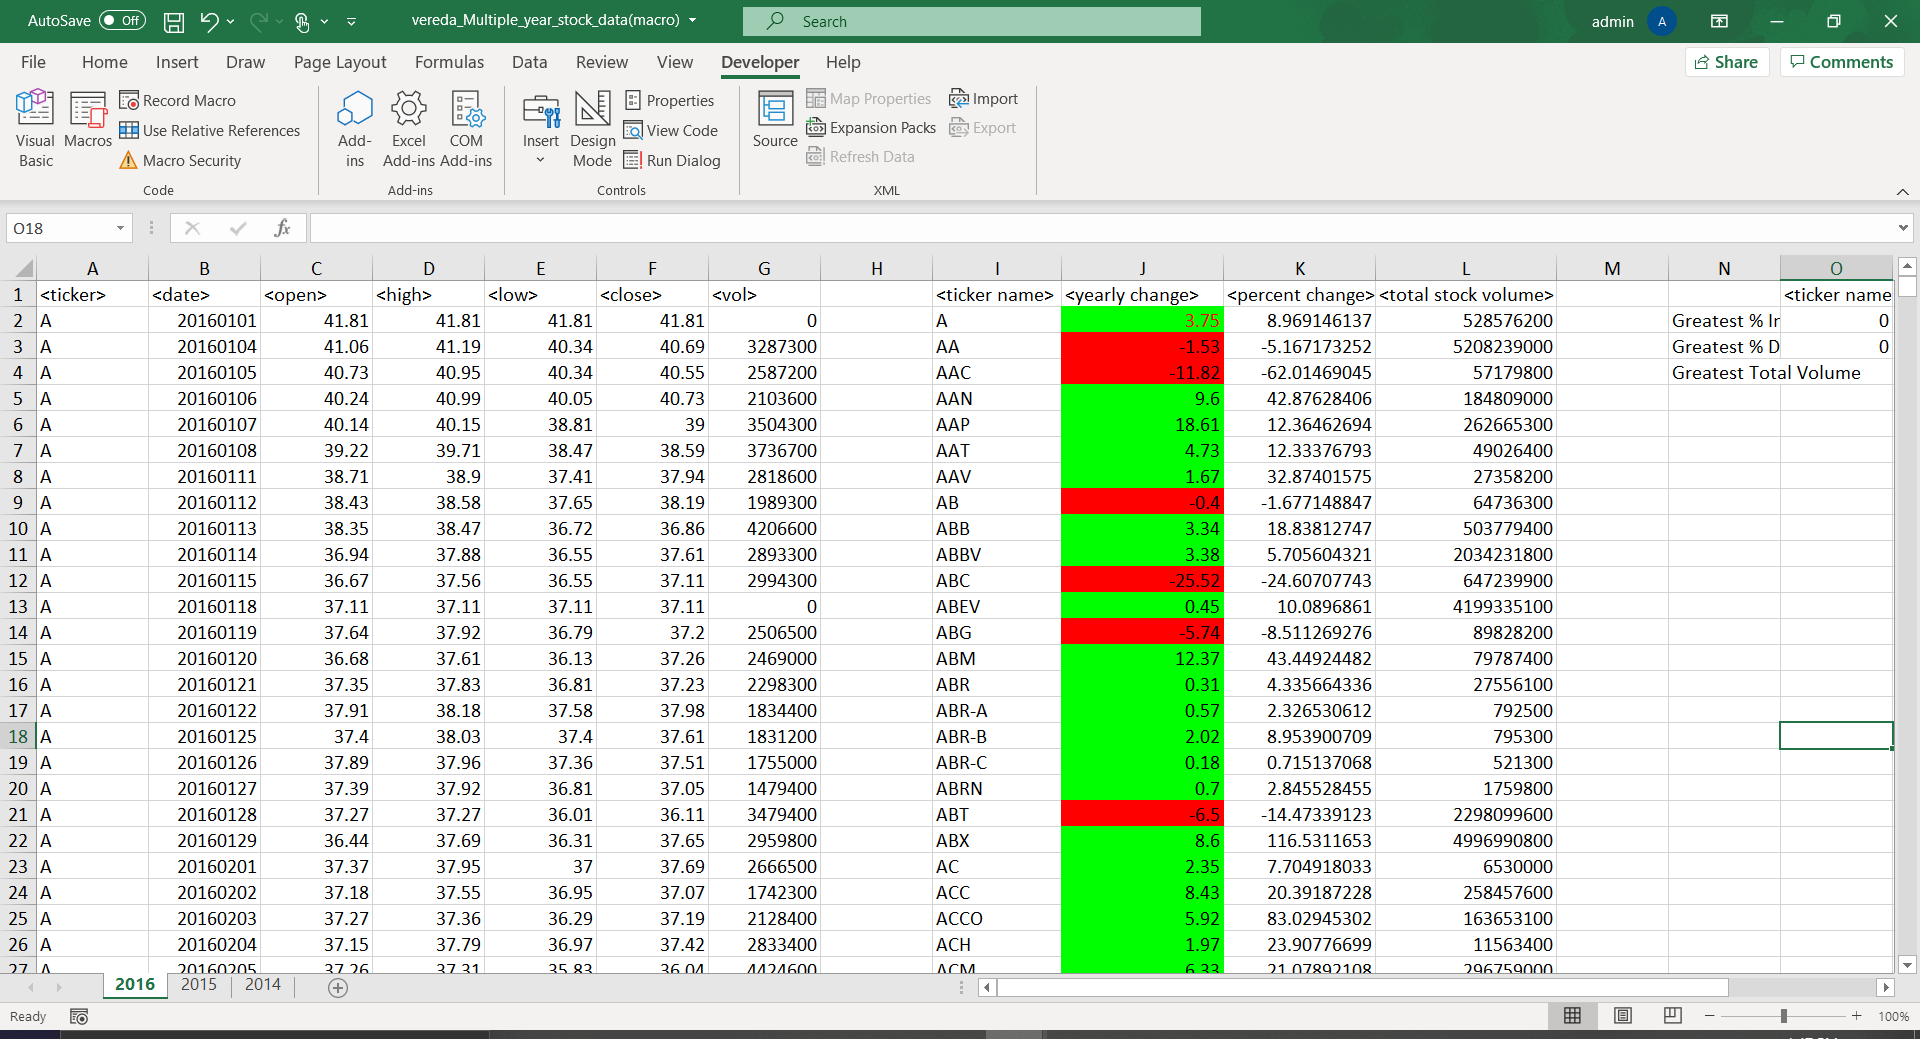 AutoSave Off vereda_Multiple_year_stock_data(macro) Search admin A
File Home Insert Draw Page Layout Formulas Data Review View Developer Help Share Comments
Visual Basic Macros Record Macro Use Relative References Macro Security Code
Add-ins Excel Add-ins COM Add-ins Add-ins
Insert Design Mode Properties View Code Run Dialog Controls
Source Map Properties Expansion Packs Refresh Data Import Export XML
O18 fx
A B C D E F G H I J K L M N O
1 <ticker> <date> <open> <high> <low> <close> <vol> <ticker name> <yearly change> <percent change> <total stock volume> <ticker name
2 A 20160101 41.81 41.81 41.81 41.81 0 A 3.75 8.969146137 528576200 Greatest % Ir 0
3 A 20160104 41.06 41.19 40.34 40.69 3287300 AA -1.53 -5.167173252 5208239000 Greatest % D 0
4 A 20160105 40.73 40.95 40.34 40.55 2587200 AAC -11.82 -62.01469045 57179800 Greatest Total Volume
5 A 20160106 40.24 40.99 40.05 40.73 2103600 AAN 9.6 42.87628406 184809000
6 A 20160107 40.14 40.15 38.81 39 3504300 AAP 18.61 12.36462694 262665300
7 A 20160108 39.22 39.71 38.47 38.59 3736700 AAT 4.73 12.33376793 49026400
8 A 20160111 38.71 38.9 37.41 37.94 2818600 AAV 1.67 32.87401575 27358200
9 A 20160112 38.43 38.58 37.65 38.19 1989300 AB -0.4 -1.677148847 64736300
10 A 20160113 38.35 38.47 36.72 36.86 4206600 ABB 3.34 18.83812747 503779400
11 A 20160114 36.94 37.88 36.55 37.61 2893300 ABBV 3.38 5.705604321 2034231800
12 A 20160115 36.67 37.56 36.55 37.11 2994300 ABC -25.52 -24.60707743 647239900
13 A 20160118 37.11 37.11 37.11 37.11 0 ABEV 0.45 10.0896861 4199335100
14 A 20160119 37.64 37.92 36.79 37.2 2506500 ABG -5.74 -8.511269276 89828200
15 A 20160120 36.68 37.61 36.13 37.26 2469000 ABM 12.37 43.44924482 79787400
16 A 20160121 37.35 37.83 36.81 37.23 2298300 ABR 0.31 4.335664336 27556100
17 A 20160122 37.91 38.18 37.58 37.98 1834400 ABR-A 0.57 2.326530612 792500
18 A 20160125 37.4 38.03 37.4 37.61 1831200 ABR-B 2.02 8.953900709 795300
19 A 20160126 37.89 37.96 37.36 37.51 1755000 ABR-C 0.18 0.715137068 521300
20 A 20160127 37.39 37.92 36.81 37.05 1479400 ABRN 0.7 2.845528455 1759800
21 A 20160128 37.27 37.27 36.01 36.11 3479400 ABT -6.5 -14.47339123 2298099600
22 A 20160129 36.44 37.69 36.31 37.65 2959800 ABX 8.6 116.5311653 4996990800
23 A 20160201 37.37 37.95 37 37.69 2666500 AC 2.35 7.704918033 6530000
24 A 20160202 37.18 37.55 36.95 37.07 1742300 ACC 8.43 20.39187228 258457600
25 A 20160203 37.27 37.36 36.29 37.19 2128400 ACCO 5.92 83.02945302 163653100
26 A 20160204 37.15 37.79 36.97 37.42 2833400 ACH 1.97 23.90776699 11563400
27 A 20160205 37.26 37.31 35.83 36.04 4424600 ACM 6.33 21.07892108 296759000
2016 2015 2014
Ready 100%